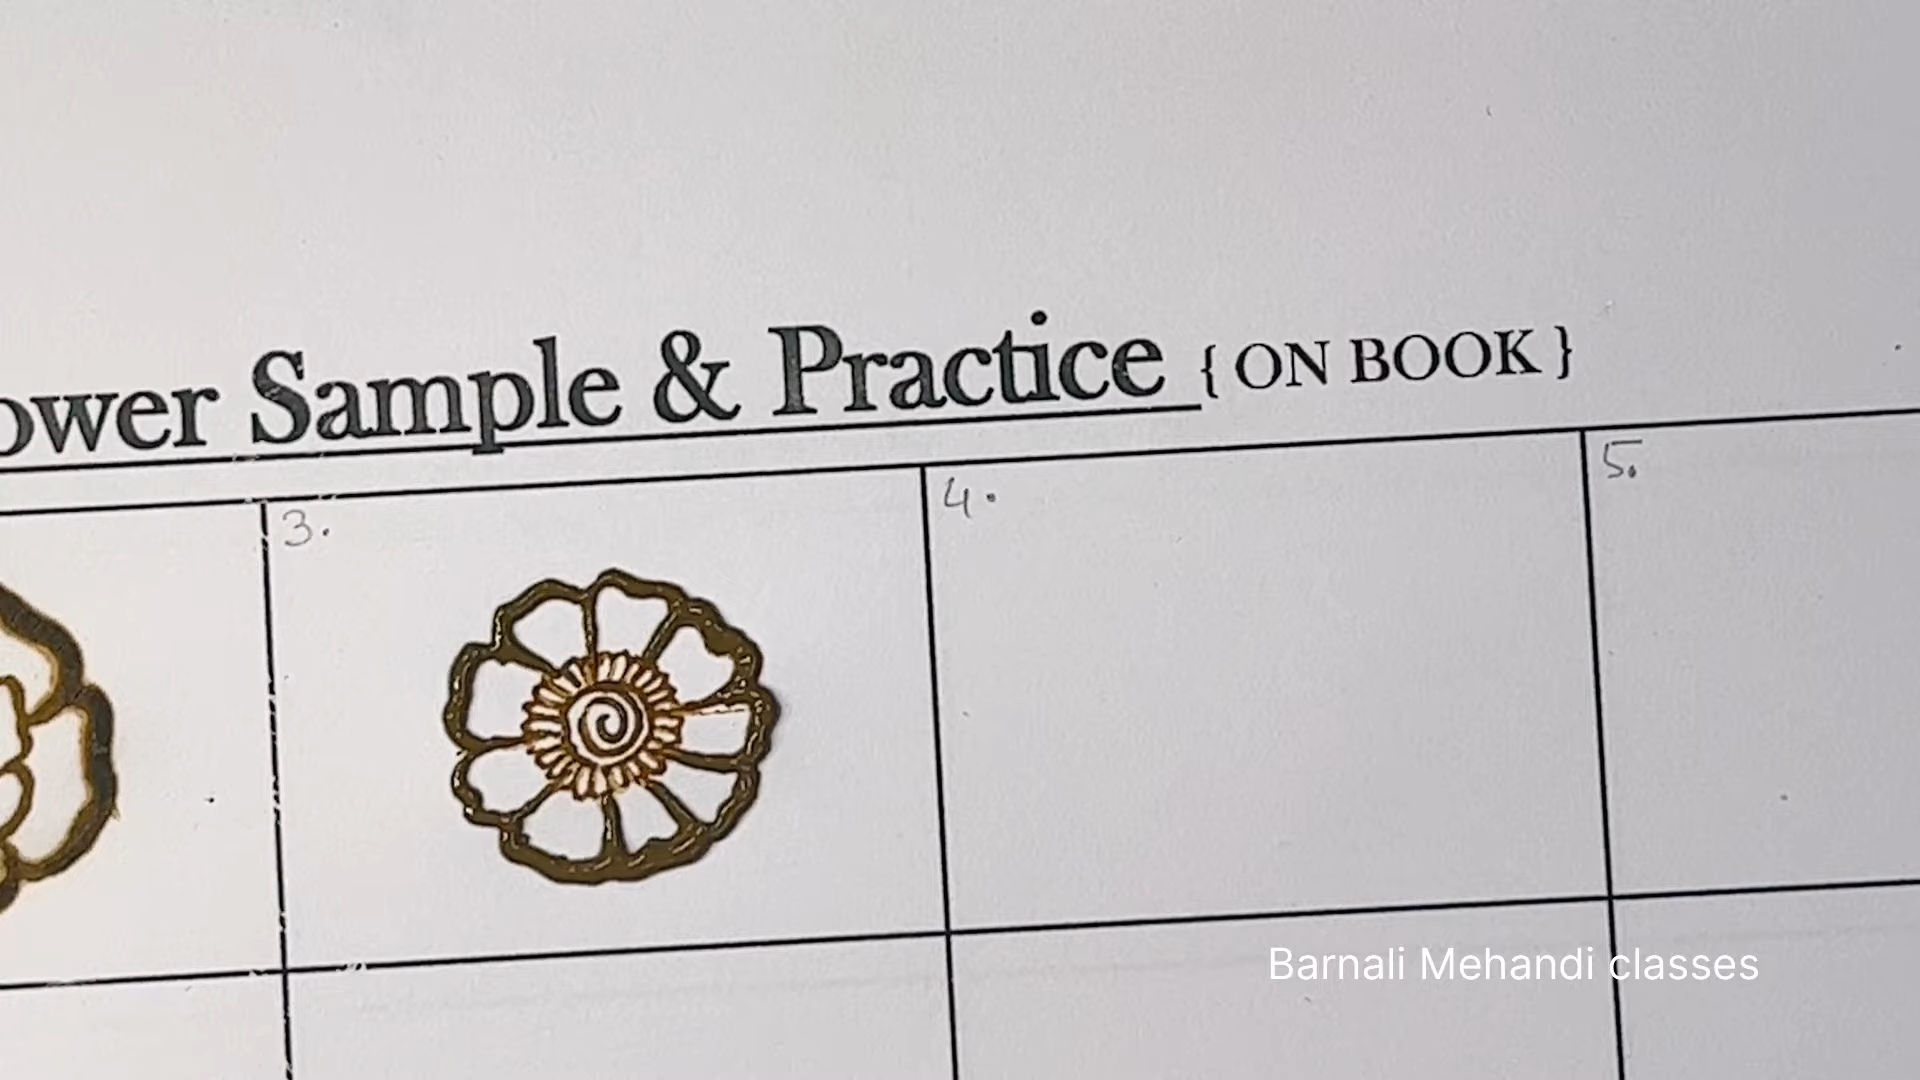 ower Sample & Practice { ON BOOK }
3.
4.
5.
Barnali Mehandi classes